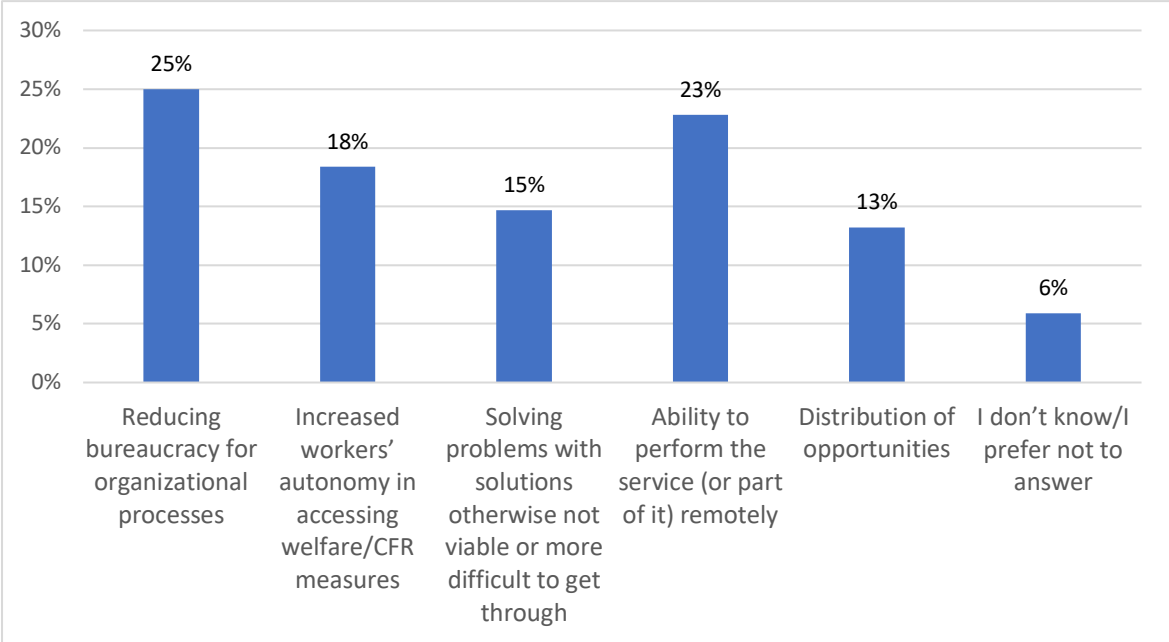 30%
25%
20%
15%
10%
5%
0%
25%
18%
15%
23%
13%
6%
Reducing
bureaucracy for
organizational
processes
Increased
workers’
autonomy in
accessing
welfare/CFR
measures
Solving
problems with
solutions
otherwise not
viable or more
difficult to get
through
Ability to
perform the
service (or part
of it) remotely
Distribution of
opportunities
I don’t know/I
prefer not to
answer